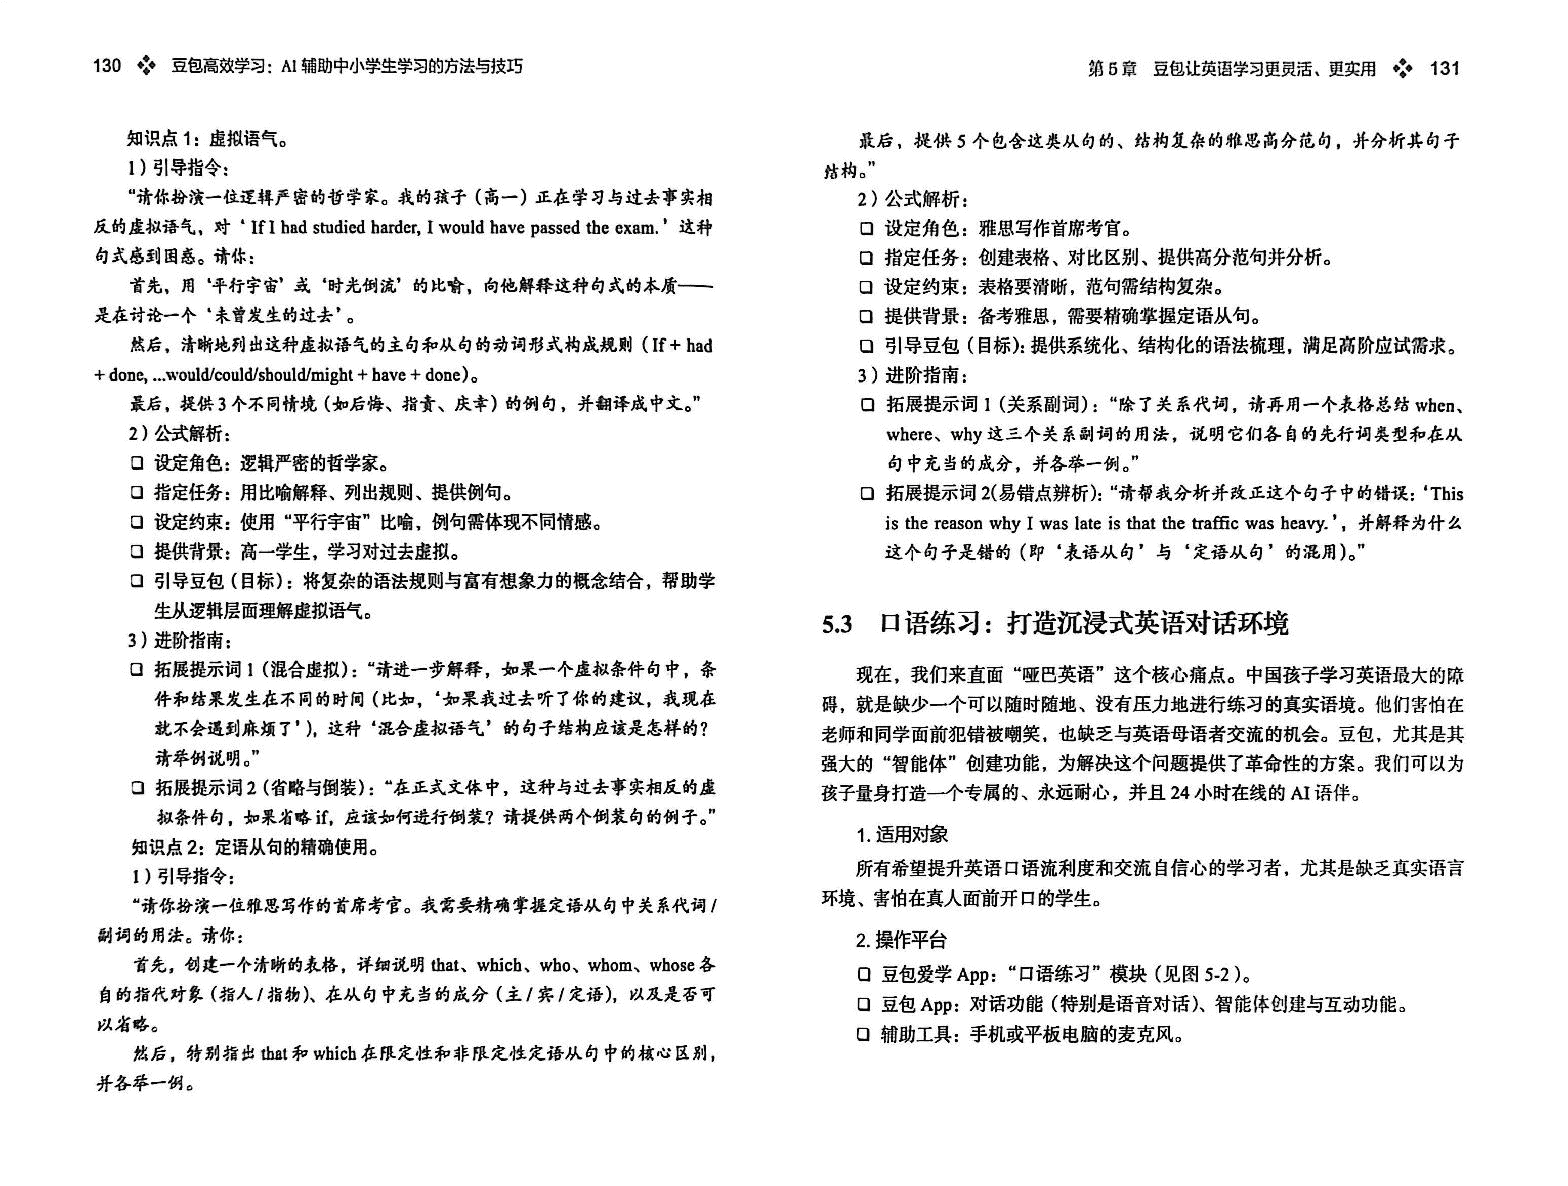 130 豆包高效学习：AI 辅助中小学生学习的方法与技巧
知识点 1：虚拟语气。
1）引导指令：
“请你扮演一位逻辑严密的哲学家。我的孩子（高一）正在学习与过去事实相
反的虚拟语气，对‘If I had studied harder, I would have passed the exam.’这种
句式感到困惑。请你：
首先，用‘平行宇宙’或‘时光倒流’的比喻，向他解释这种句式的本质——
是在讨论一个‘未曾发生的过去’。
然后，清晰地列出这种虚拟语气的主句和从句的动词形式构成规则（If + had
+ done, ...would/could/should/might + have + done）。
最后，提供 3 个不同情境（如后悔、指责、庆幸）的例句，并翻译成中文。”
2）公式解析：
□ 设定角色：逻辑严密的哲学家。
□ 指定任务：用比喻解释、列出规则、提供例句。
□ 设定约束：使用“平行宇宙”比喻，例句需体现不同情感。
□ 提供背景：高一学生，学习对过去虚拟。
□ 引导豆包（目标）：将复杂的语法规则与富有想象力的概念结合，帮助学
生从逻辑层面理解虚拟语气。
3）进阶指南：
□ 拓展提示词 1（混合虚拟）：“请进一步解释，如果一个虚拟条件句中，条
件和结果发生在不同的时间（比如，‘如果我过去听了你的建议，我现在
就不会遇到麻烦了’），这种‘混合虚拟语气’的句子结构应该是怎样的？
请举例说明。”
□ 拓展提示词 2（省略与倒装）：“在正式文体中，这种与过去事实相反的虚
拟条件句，如果省略 if，应该如何进行倒装？请提供两个倒装句的例子。”
知识点 2：定语从句的精确使用。
1）引导指令：
“请你扮演一位雅思写作的首席考官。我需要精确掌握定语从句中关系代词 /
副词的用法。请你：
首先，创建一个清晰的表格，详细说明 that、which、who、whom、whose 各
自的指代对象（指人 / 指物）、在从句中充当的成分（主 / 宾 / 定语），以及是否可
以省略。
然后，特别指出 that 和 which 在限定性和非限定性定语从句中的核心区别，
并各举一例。
第 5 章 豆包让英语学习更灵活、更实用 131
最后，提供 5 个包含这类从句的、结构复杂的雅思高分范句，并分析其句子
结构。”
2）公式解析：
□ 设定角色：雅思写作首席考官。
□ 指定任务：创建表格、对比区别、提供高分范句并分析。
□ 设定约束：表格要清晰，范句需结构复杂。
□ 提供背景：备考雅思，需要精确掌握定语从句。
□ 引导豆包（目标）：提供系统化、结构化的语法梳理，满足高阶应试需求。
3）进阶指南：
□ 拓展提示词 1（关系副词）：“除了关系代词，请再用一个表格总结 when、
where、why 这三个关系副词的用法，说明它们各自的先行词类型和在从
句中充当的成分，并各举一例。”
□ 拓展提示词 2(易错点辨析)：“请帮我分析并改正这个句子中的错误：‘This
is the reason why I was late is that the traffic was heavy.’，并解释为什么
这个句子是错的（即‘表语从句’与‘定语从句’的混用）。”
5.3 口语练习：打造沉浸式英语对话环境
现在，我们来直面“哑巴英语”这个核心痛点。中国孩子学习英语最大的障
碍，就是缺少一个可以随时随地、没有压力地进行练习的真实语境。他们害怕在
老师和同学面前犯错被嘲笑，也缺乏与英语母语者交流的机会。豆包，尤其是其
强大的“智能体”创建功能，为解决这个问题提供了革命性的方案。我们可以为
孩子量身打造一个专属的、永远耐心，并且 24 小时在线的 AI 语伴。
1. 适用对象
所有希望提升英语口语流利度和交流自信心的学习者，尤其是缺乏真实语言
环境、害怕在真人面前开口的学生。
2. 操作平台
□ 豆包爱学 App：“口语练习”模块（见图 5-2）。
□ 豆包 App：对话功能（特别是语音对话）、智能体创建与互动功能。
□ 辅助工具：手机或平板电脑的麦克风。